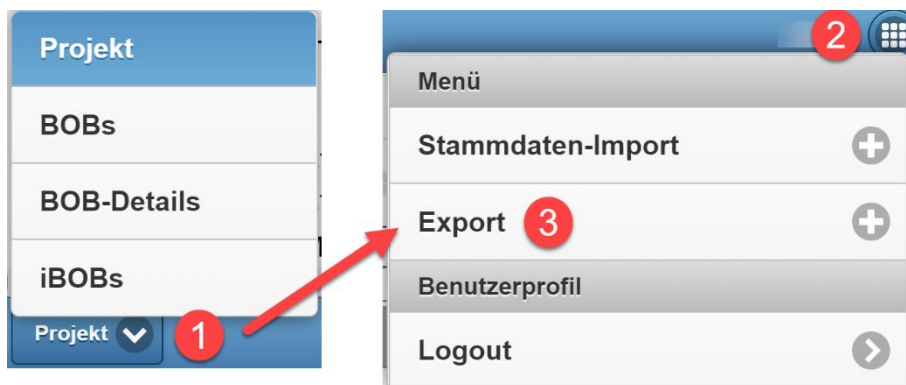 Projekt
BOBs
BOB-Details
iBOBs
Projekt
1
2
Menü
Stammdaten-Import
Export 3
Benutzerprofil
Logout